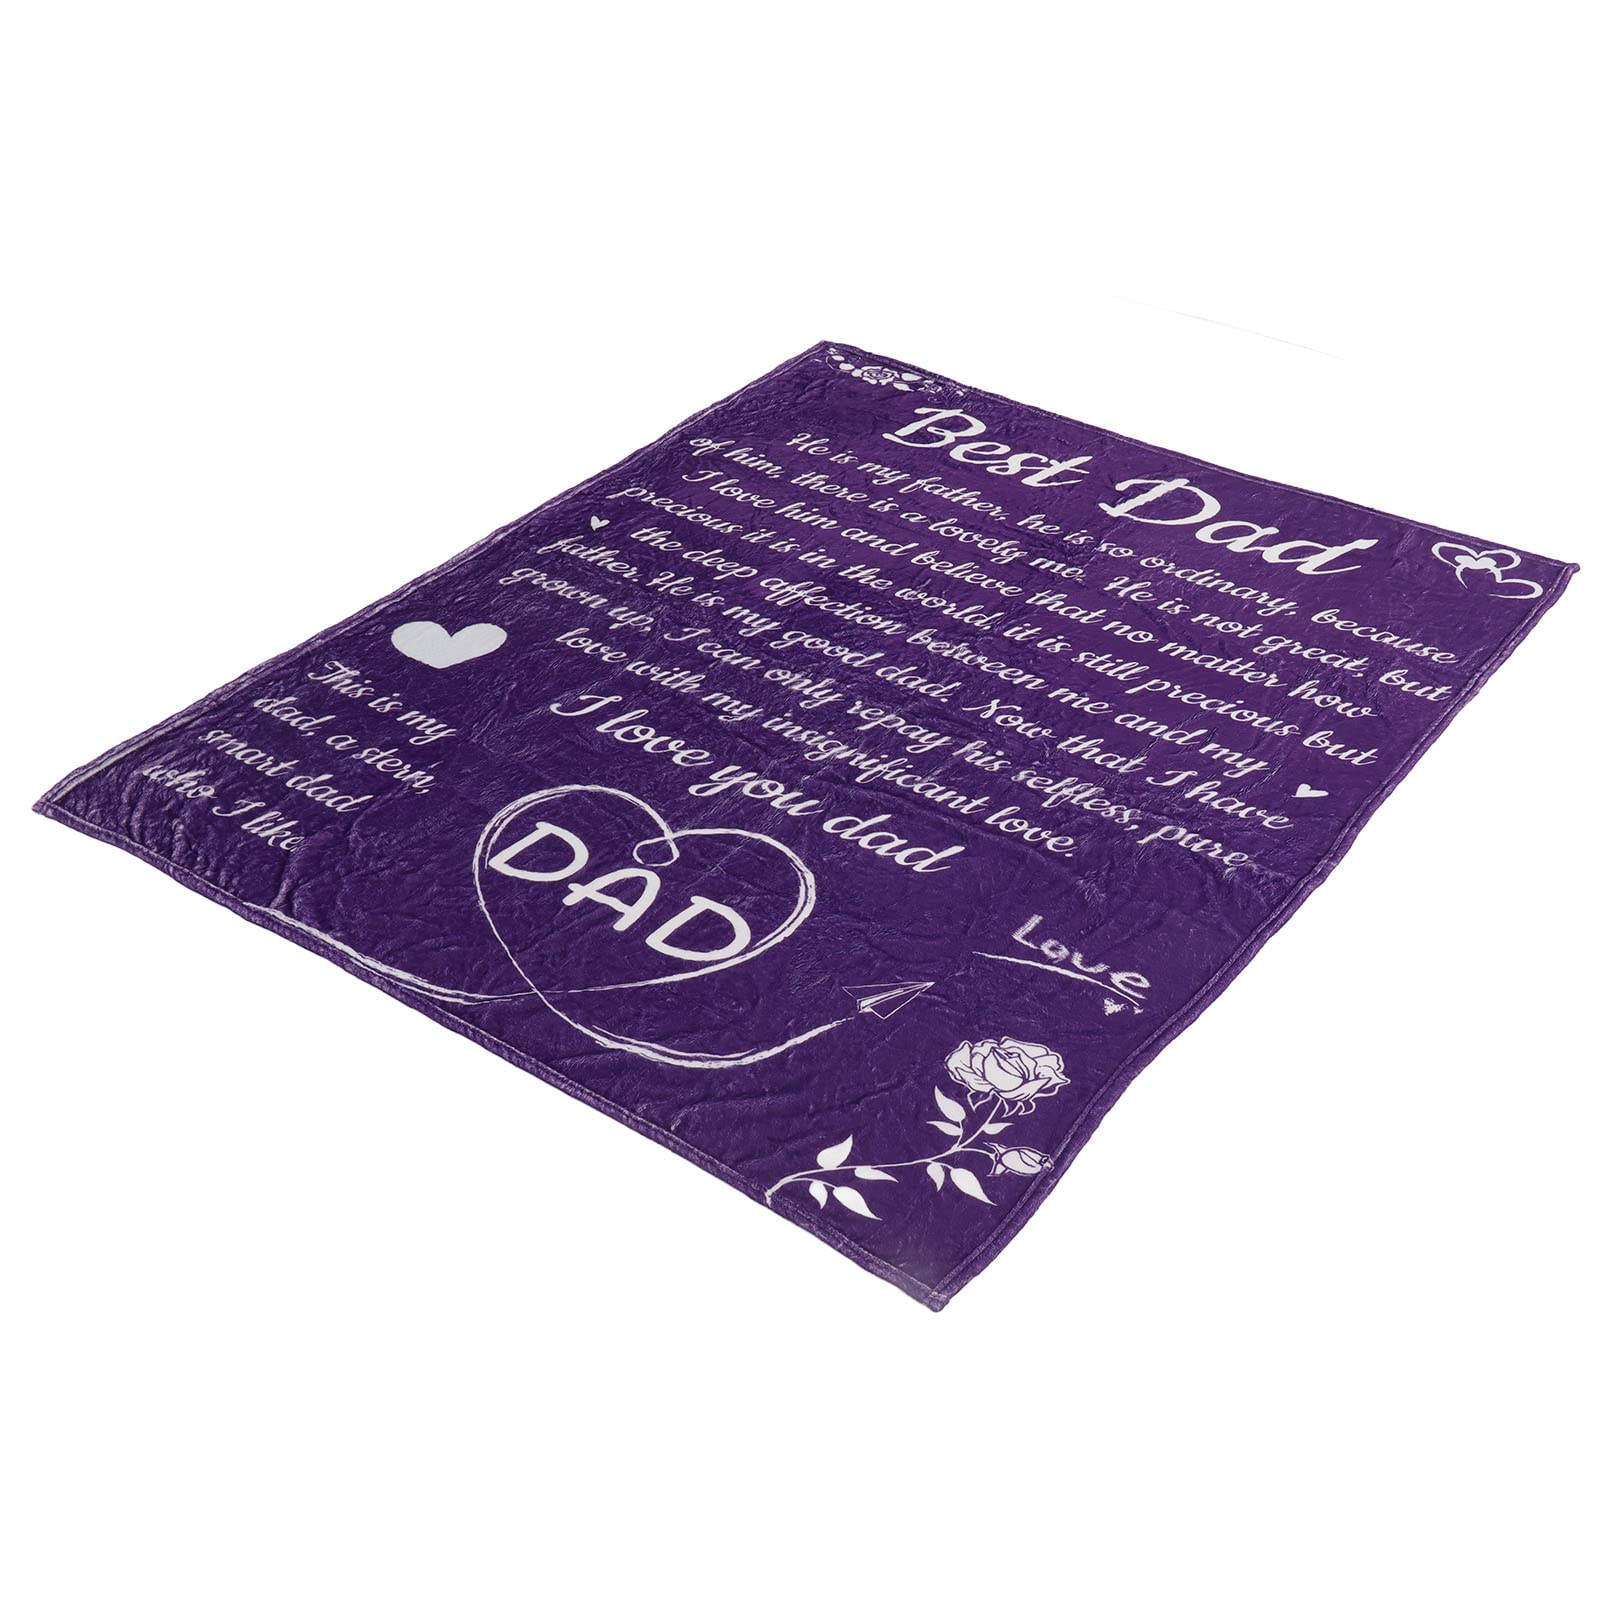 Best Dad
He is my father, he is so ordinary, because
of him, there is a lovely me. He is not great, but
I love him and believe that no matter how
precious it is in the world, it is still precious but
the deep affection between me and my
father. He is my good dad. Now that I have
grown up, I can only repay his selfless, pure
love with my insignificant love.
I love you dad
This is my
dad, a stern,
smart dad
who I like
DAD
Love